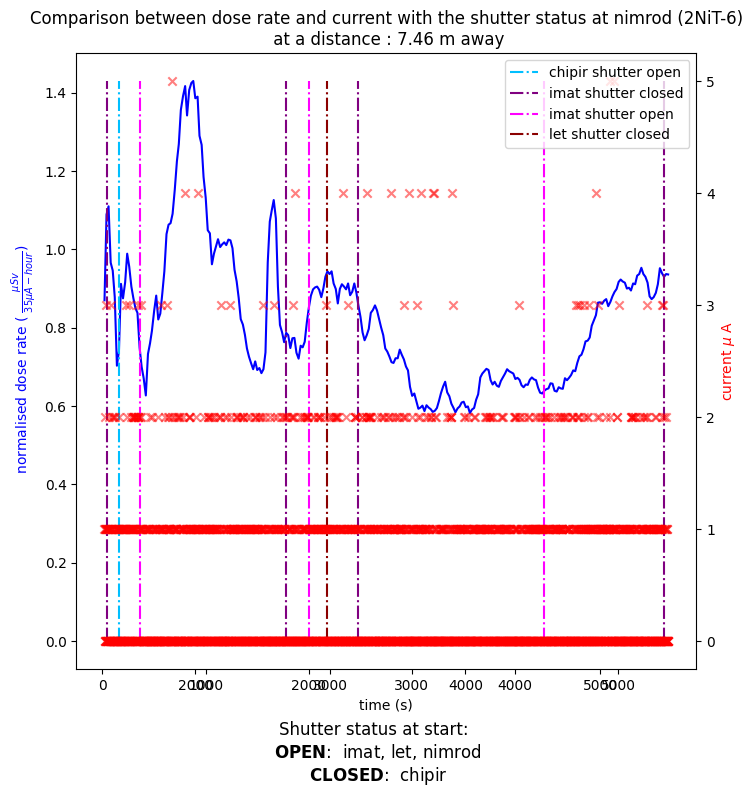 Comparison between dose rate and current with the shutter status at nimrod (2NiT-6)
at a distance : 7.46 m away
chipir shutter open
imat shutter closed
imat shutter open
let shutter closed
1.4
1.2
1.0
0.8
0.6
0.4
0.2
0.0
normalised dose rate ( μSv / 35μA − hour )
5
4
3
2
1
0
current μ A
0 2000 1000 2000 3000 3000 4000 4000 5000 5000
time (s)
Shutter status at start:
OPEN: imat, let, nimrod
CLOSED: chipir